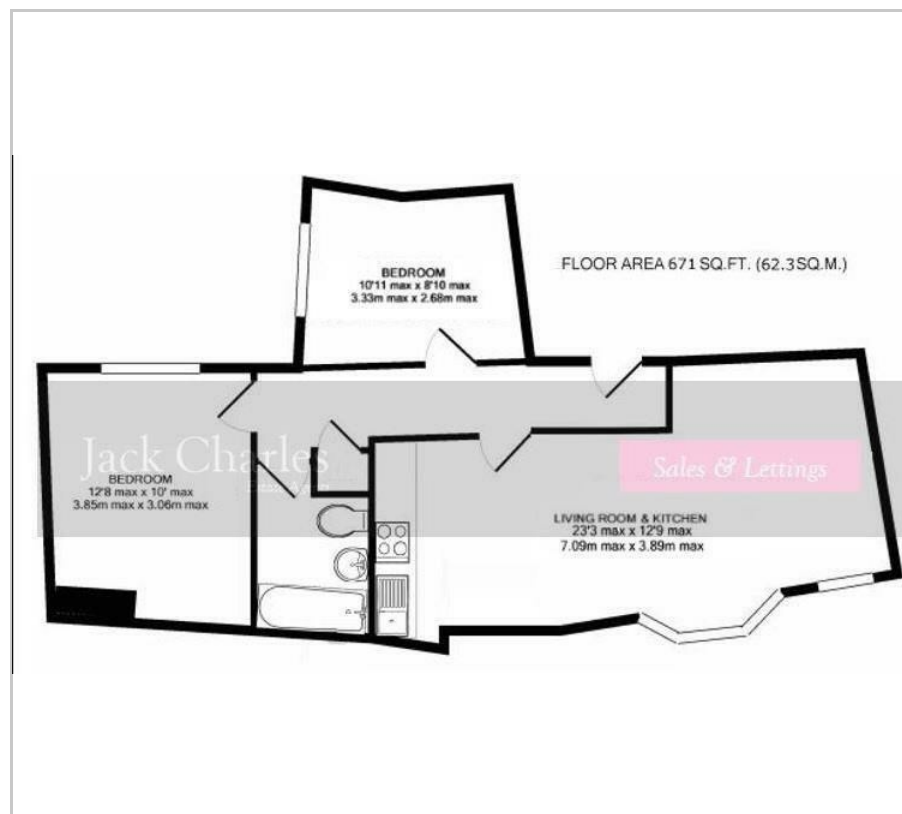 BEDROOM
10'11 max x 8'10 max
3.33m max x 2.68m max
FLOOR AREA 671 SQ.FT. (62.3SQ.M.)
Jack Charles
Sales & Lettings
BEDROOM
12'8 max x 10' max
3.85m max x 3.06m max
LIVING ROOM & KITCHEN
23'3 max x 12'9 max
7.09m max x 3.89m max